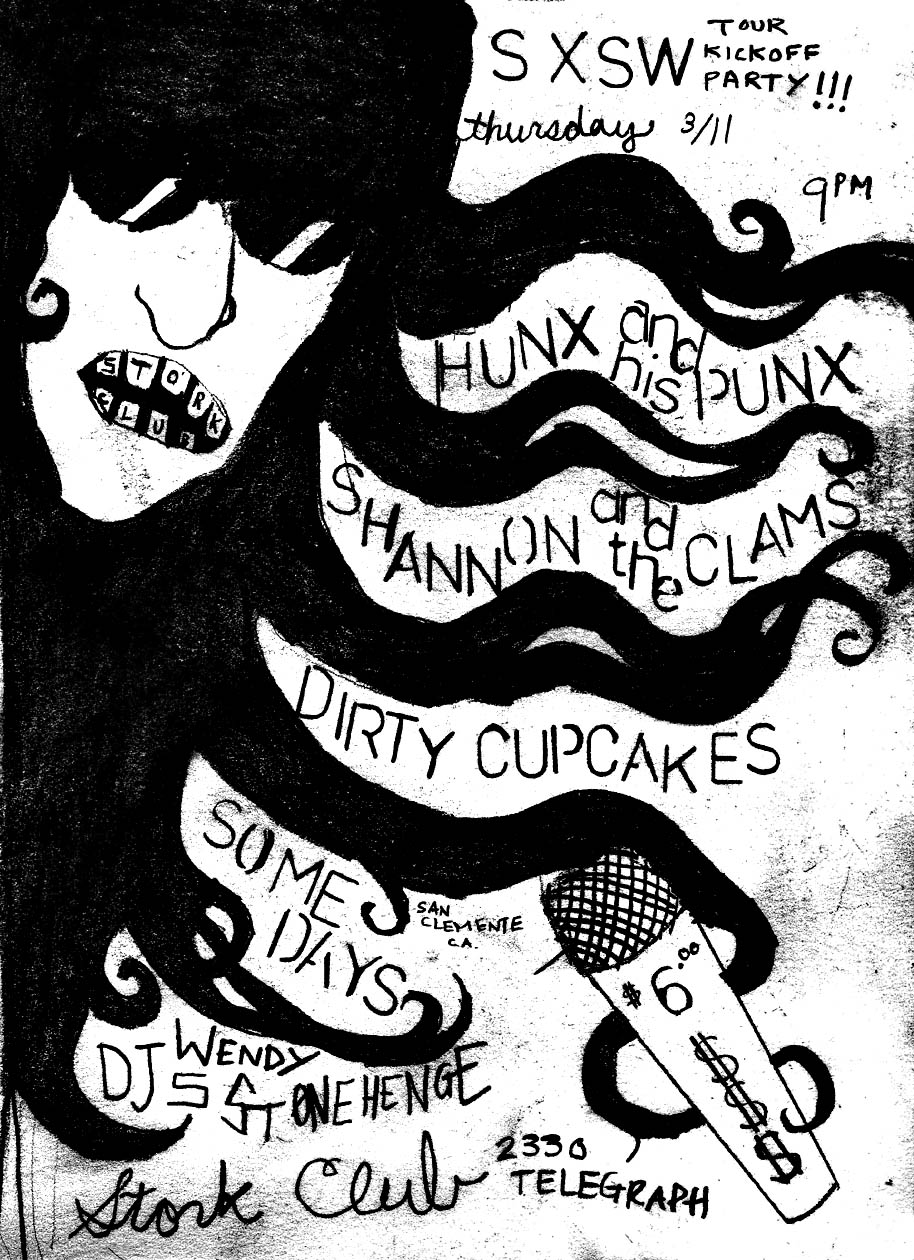 SXSW TOUR
KICKOFF
PARTY!!!
thursday 3/11
9PM
STORK
CLUB
HUNX and his PUNX
SHANNON and the CLAMS
DIRTY CUPCAKES
SOME
DAYS
SAN
CLEMENTE
CA.
$6.00
$$$$
DJ WENDY
STONEHENGE
Stork Club 2330
TELEGRAPH